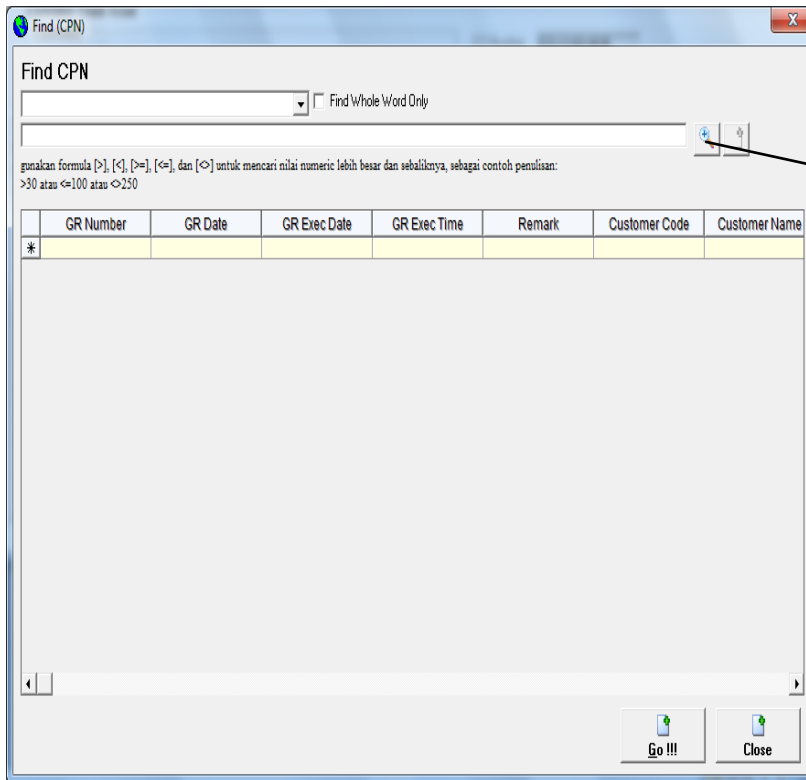 Find (CPN)
X
Find CPN
Find Whole Word Only
gunakan formula [>], [<], [>=], [<=], dan [<>] untuk mencari nilai numeric lebih besar dan sebaliknya, sebagai contoh penulisan:
>30 atau <=100 atau <>250
GR Number GR Date GR Exec Date GR Exec Time Remark Customer Code Customer Name
*
Go !!! Close